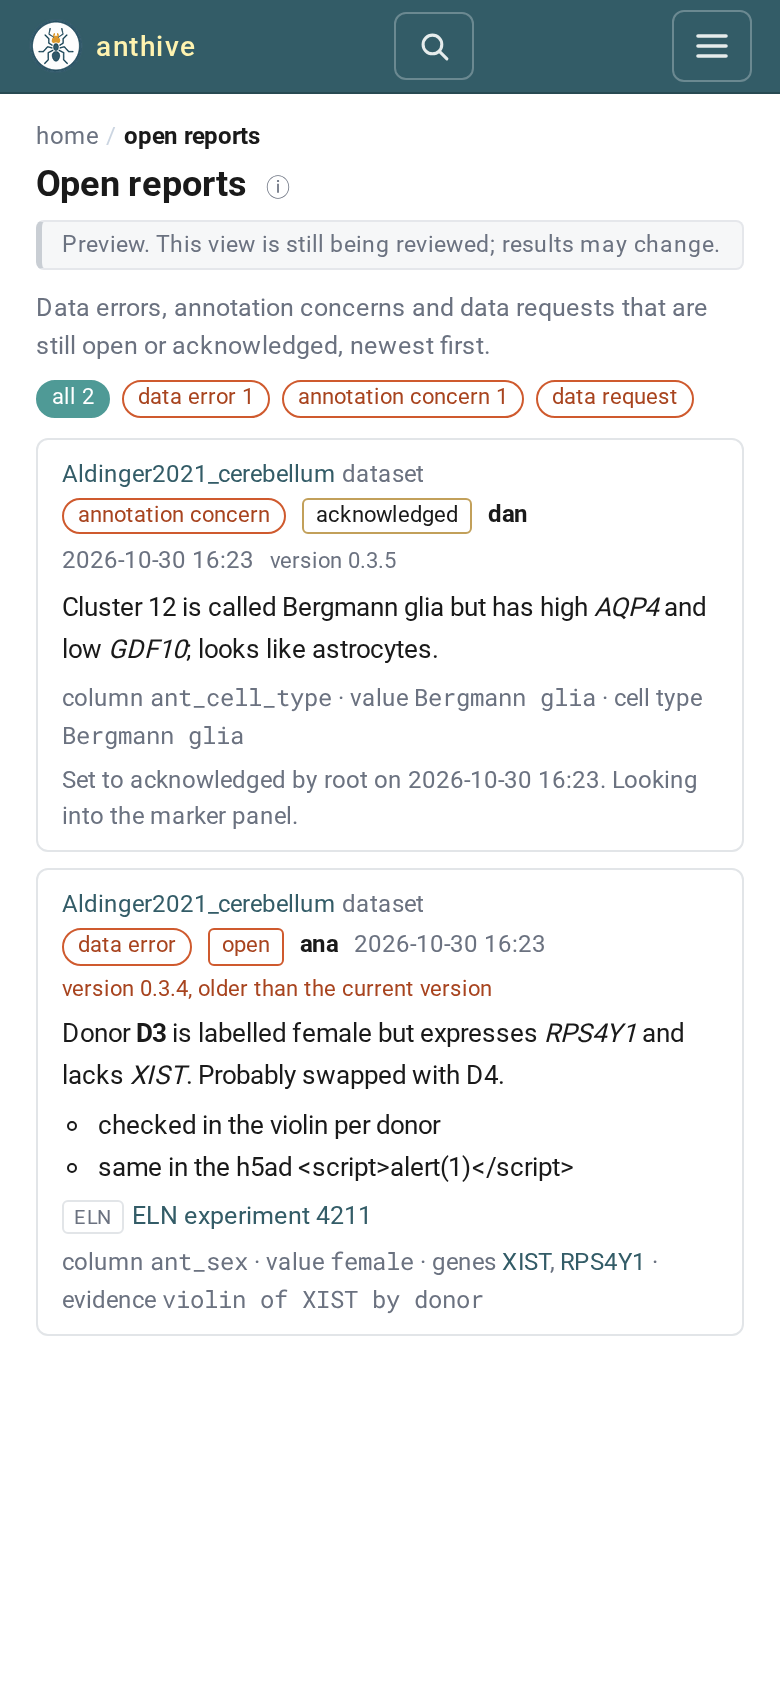 anthive
home / open reports
Open reports ⓘ
Preview. This view is still being reviewed; results may change.
Data errors, annotation concerns and data requests that are
still open or acknowledged, newest first.
all 2 data error 1 annotation concern 1 data request
Aldinger2021_cerebellum dataset
annotation concern acknowledged dan
2026-10-30 16:23 version 0.3.5
Cluster 12 is called Bergmann glia but has high AQP4 and
low GDF10; looks like astrocytes.
column ant_cell_type · value Bergmann glia · cell type
Bergmann glia
Set to acknowledged by root on 2026-10-30 16:23. Looking
into the marker panel.
Aldinger2021_cerebellum dataset
data error open ana 2026-10-30 16:23
version 0.3.4, older than the current version
Donor D3 is labelled female but expresses RPS4Y1 and
lacks XIST. Probably swapped with D4.
checked in the violin per donor
same in the h5ad <script>alert(1)</script>
ELN ELN experiment 4211
column ant_sex · value female · genes XIST, RPS4Y1 ·
evidence violin of XIST by donor